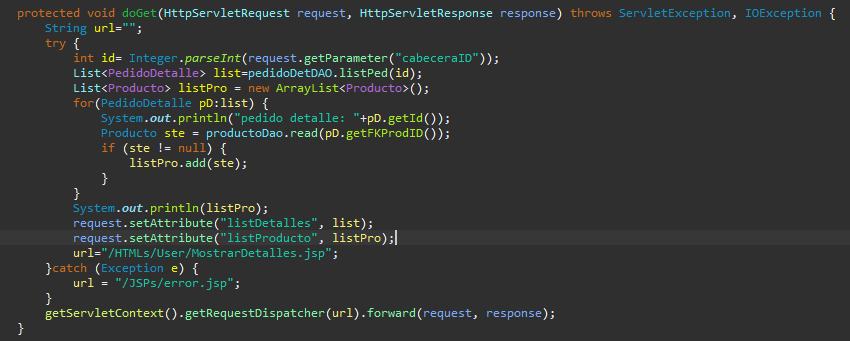 protected void doGet(HttpServletRequest request, HttpServletResponse response) throws ServletException, IOException {
    String url="";
    try {
        int id= Integer.parseInt(request.getParameter("cabeceraID"));
        List<PedidoDetalle> list=pedidoDetDAO.listPed(id);
        List<Producto> listPro = new ArrayList<Producto>();
        for(PedidoDetalle pD:list) {
            System.out.println("pedido detalle: "+pD.getId());
            Producto ste = productoDao.read(pD.getFKProdID());
            if (ste != null) {
                listPro.add(ste);
            }
        }
        System.out.println(listPro);
        request.setAttribute("listDetalles", list);
        request.setAttribute("listProducto", listPro);
        url="/HTMLs/User/MostrarDetalles.jsp";
    }catch (Exception e) {
        url = "/JSPs/error.jsp";
    }
    getServletContext().getRequestDispatcher(url).forward(request, response);
}